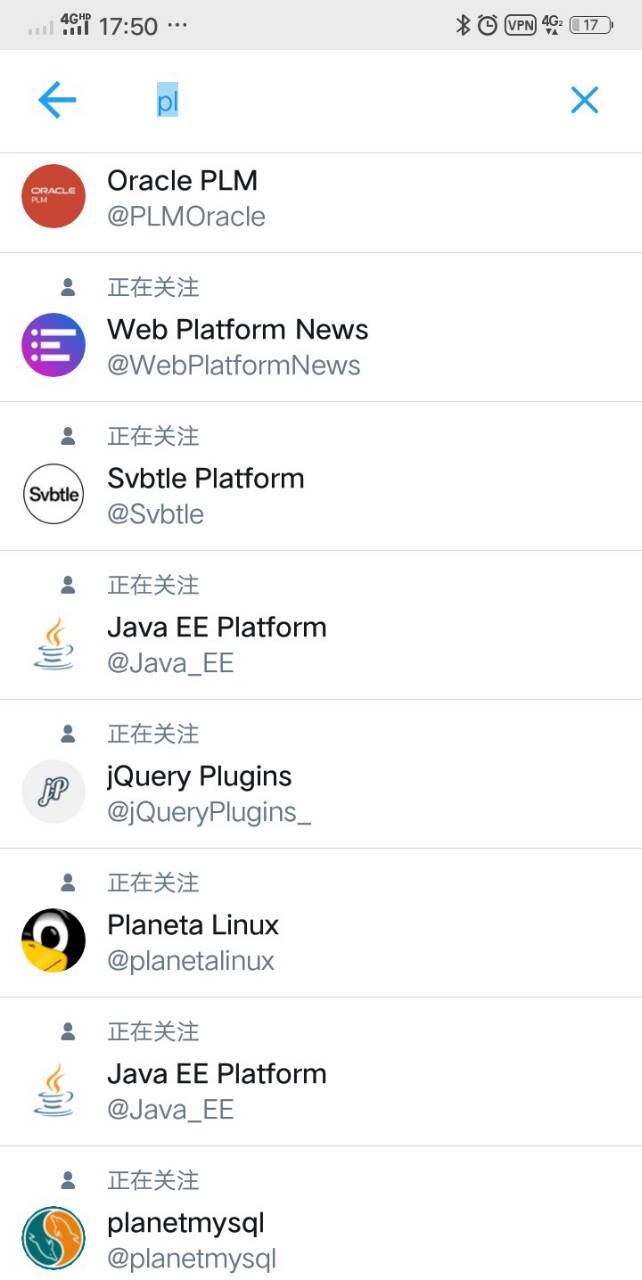 4GHD 17:50 ··· VPN 4G2 17
pl
ORACLE
PLM
Oracle PLM
@PLMOracle
正在关注
Web Platform News
@WebPlatformNews
正在关注
Svbtle
Svbtle Platform
@Svbtle
正在关注
Java EE Platform
@Java_EE
正在关注
jP
jQuery Plugins
@jQueryPlugins_
正在关注
Planeta Linux
@planetalinux
正在关注
Java EE Platform
@Java_EE
正在关注
planetmysql
@planetmysql